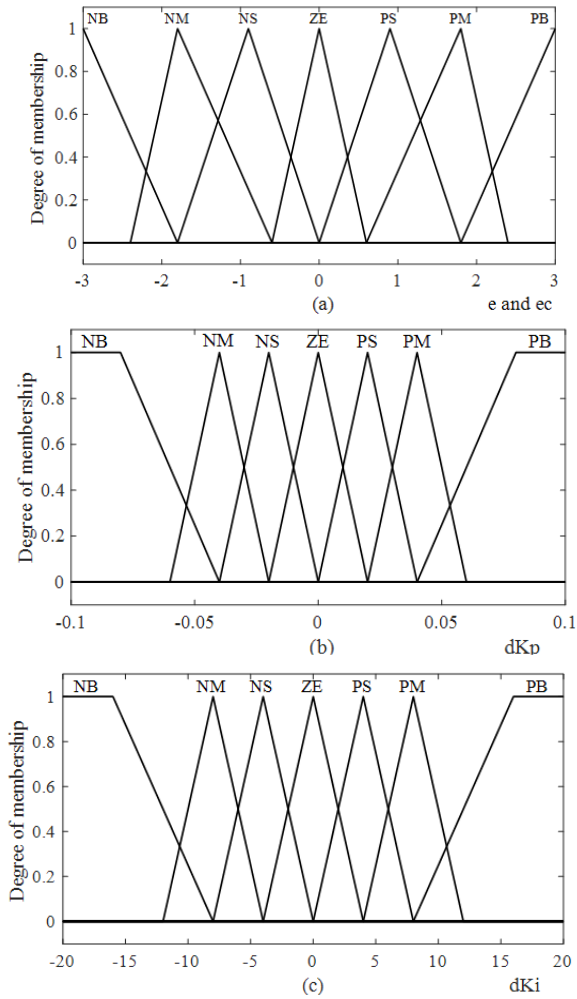 NB NM NS ZE PS PM PB
1
0.8
0.6
0.4
0.2
0
Degree of membership
-3 -2 -1 0 1 2 3
(a) e and ec
NB NM NS ZE PS PM PB
1
0.8
0.6
0.4
0.2
0
Degree of membership
-0.1 -0.05 0 0.05 0.1
(b) dKp
NB NM NS ZE PS PM PB
1
0.8
0.6
0.4
0.2
0
Degree of membership
-20 -15 -10 -5 0 5 10 15 20
(c) dKi